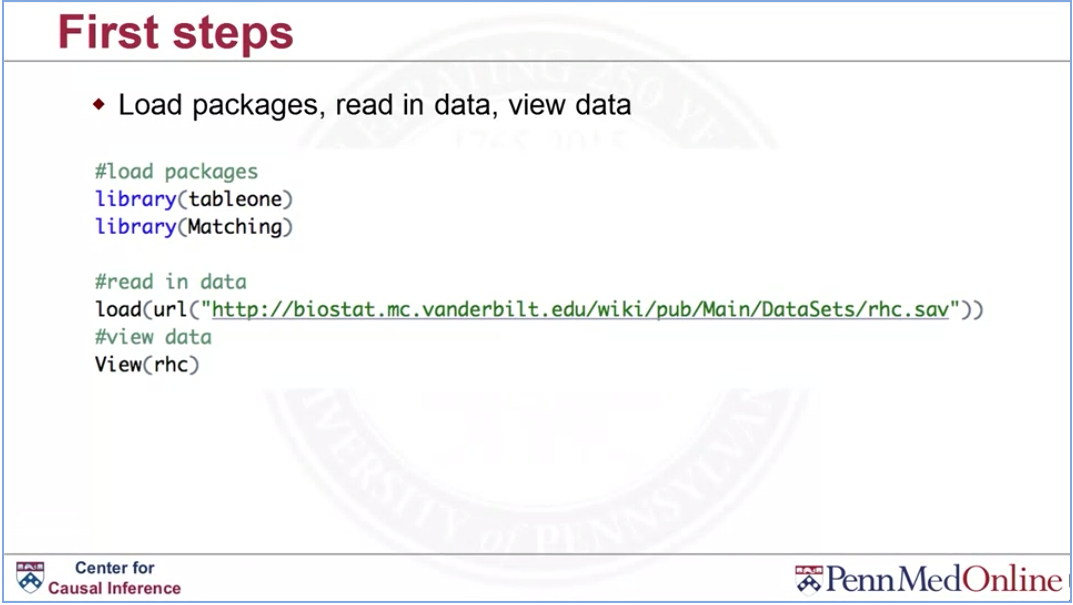 First steps
Load packages, read in data, view data
#load packages
library(tableone)
library(Matching)
#read in data
load(url("http://biostat.mc.vanderbilt.edu/wiki/pub/Main/DataSets/rhc.sav"))
#view data
View(rhc)
Center for
Causal Inference
PennMedOnline